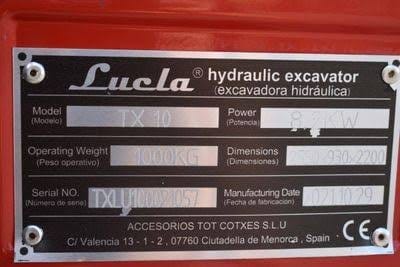 Lucla® hydraulic excavator
(excavadora hidráulica)
Model TX 10 Power
(Modelo) (Potencia)
Operating Weight 1000KG Dimensions
(Peso operativo) (Dimensiones)
Serial NO. Manufacturing Date
(Número de serie) (Fecha de fabricación)
ACCESORIOS TOT COTXES S.L.U
C/ Valencia 13 - 1 - 2 , 07760 Ciutadella de Menorca , Spain CE